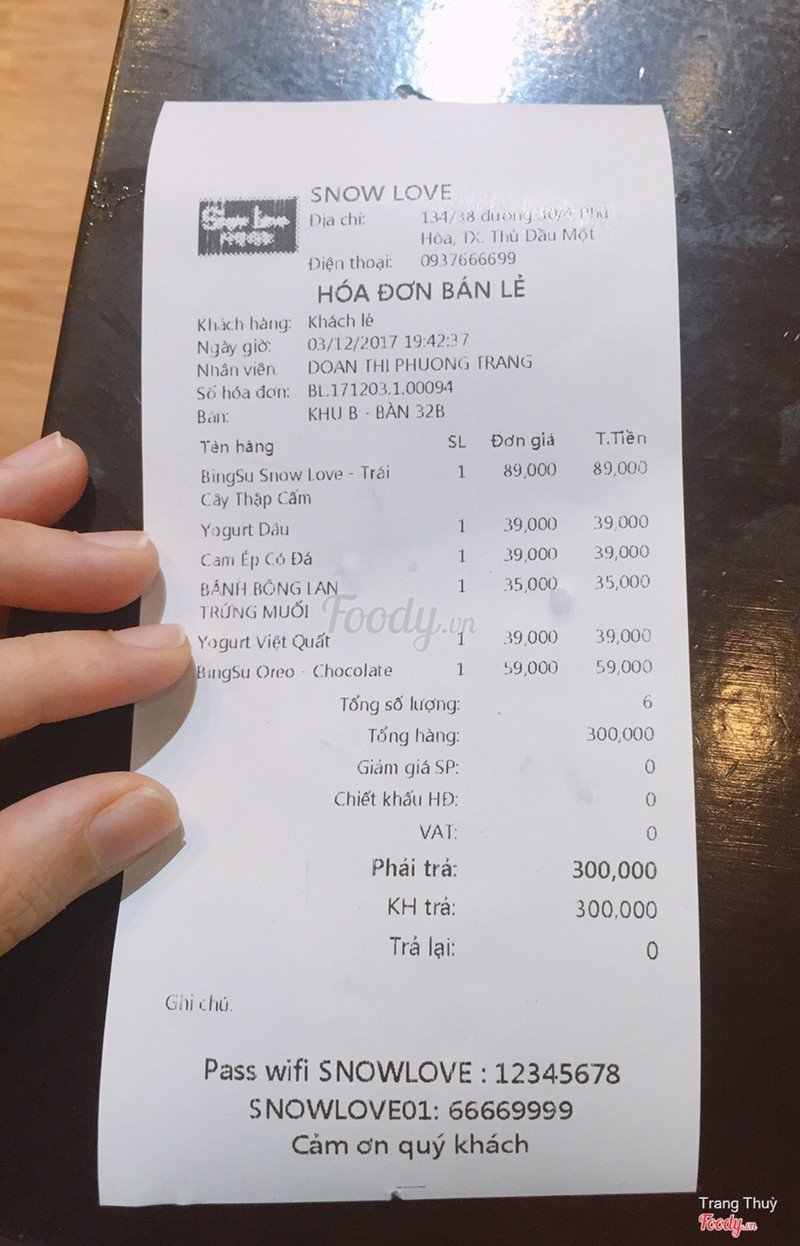 SNOW LOVE
Snow Love
Địa chỉ: 134/38 đường 30/4 Phú
Hòa, TX. Thủ Dầu Một
Điện thoại: 0937666699
HÓA ĐƠN BÁN LẺ
Khách hàng: Khách lẻ
Ngày giờ: 03/12/2017 19:42:37
Nhân viên: DOAN THI PHUONG TRANG
Số hóa đơn: BL.171203.1.00094
Bàn: KHU B - BÀN 32B
Tên hàng SL Đơn giá T.Tiền
BingSu Snow Love - Trái 1 89,000 89,000
Cây Thập Cẩm
Yogurt Dâu 1 39,000 39,000
Cam Ép Có Đá 1 39,000 39,000
BÁNH BÔNG LAN 1 35,000 35,000
TRỨNG MUỐI
Foody.vn
Yogurt Việt Quất 1 39,000 39,000
BingSu Oreo - Chocolate 1 59,000 59,000
Tổng số lượng: 6
Tổng hàng: 300,000
Giảm giá SP: 0
Chiết khấu HĐ: 0
VAT: 0
Phải trả: 300,000
KH trả: 300,000
Trả lại: 0
Ghi chú:
Pass wifi SNOWLOVE : 12345678
SNOWLOVE01: 66669999
Cảm ơn quý khách
Trang Thuỳ
Foody.vn